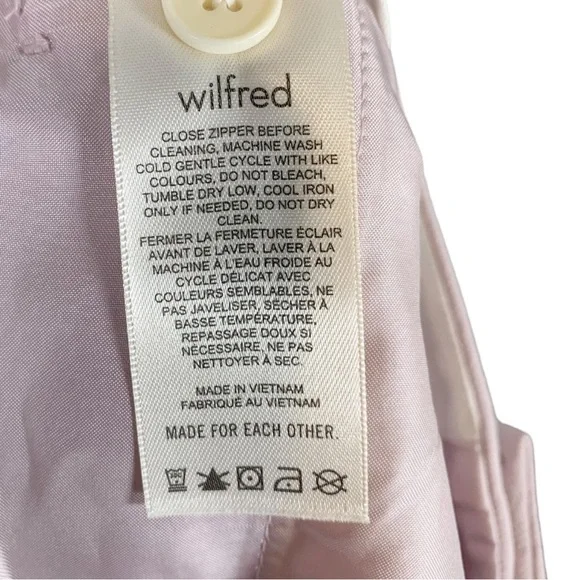 wilfred
CLOSE ZIPPER BEFORE
CLEANING, MACHINE WASH
COLD GENTLE CYCLE WITH LIKE
COLOURS, DO NOT BLEACH,
TUMBLE DRY LOW, COOL IRON
ONLY IF NEEDED, DO NOT DRY
CLEAN.
FERMER LA FERMETURE ÉCLAIR
AVANT DE LAVER, LAVER À LA
MACHINE À L'EAU FROIDE AU
CYCLE DÉLICAT AVEC
COULEURS SEMBLABLES, NE
PAS JAVELISER, SÉCHER À
BASSE TEMPÉRATURE,
REPASSAGE DOUX SI
NÉCESSAIRE, NE PAS
NETTOYER À SEC.
MADE IN VIETNAM
FABRIQUÉ AU VIETNAM
MADE FOR EACH OTHER.